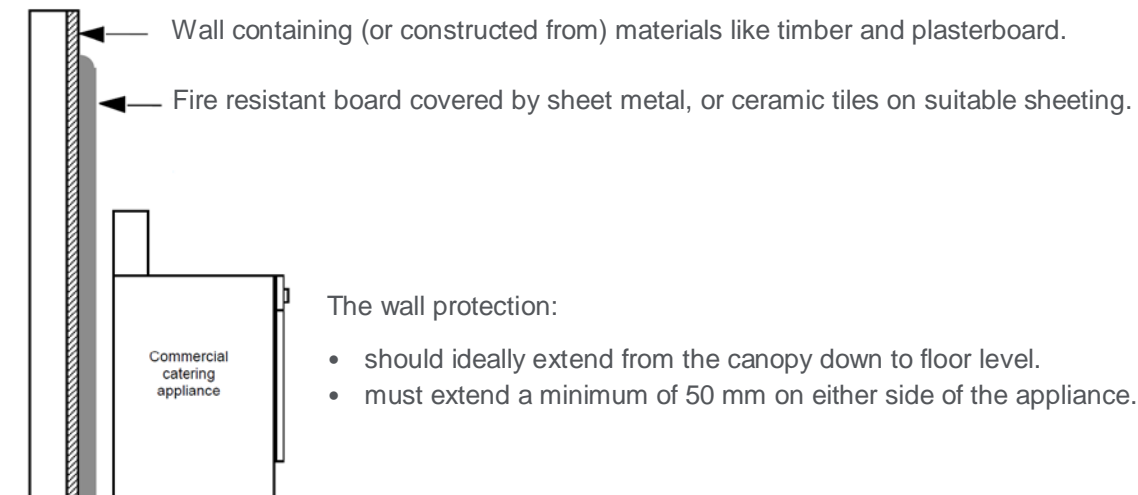 Wall containing (or constructed from) materials like timber and plasterboard.
Fire resistant board covered by sheet metal, or ceramic tiles on suitable sheeting.
Commercial
catering
appliance
The wall protection:
• should ideally extend from the canopy down to floor level.
• must extend a minimum of 50 mm on either side of the appliance.